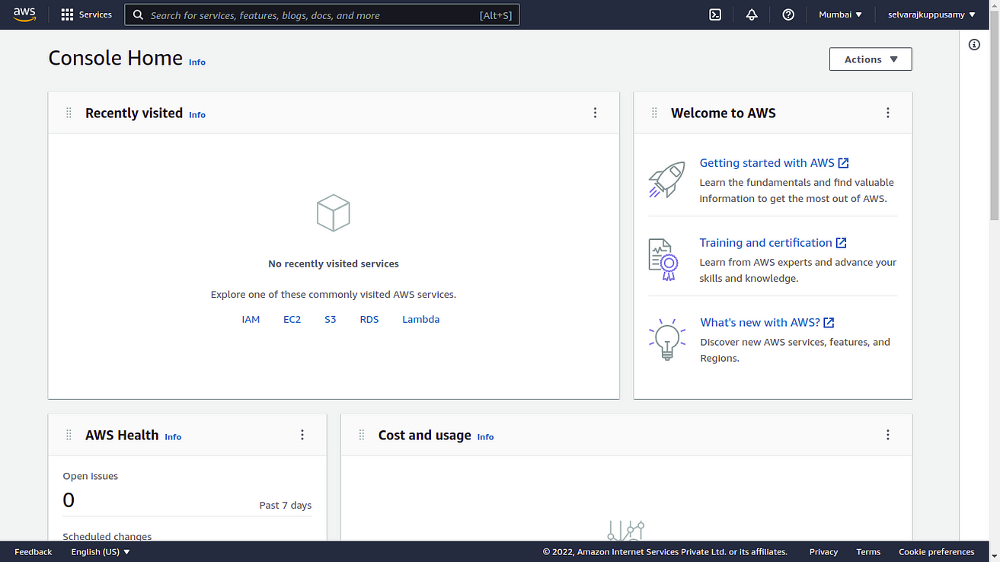 aws
Services
Search for services, features, blogs, docs, and more
[Alt+S]
Mumbai
selvarajkuppusamy
Console Home
Info
Actions
Recently visited
Info
No recently visited services
Explore one of these commonly visited AWS services.
IAM
EC2
S3
RDS
Lambda
Welcome to AWS
Getting started with AWS
Learn the fundamentals and find valuable
information to get the most out of AWS.
Training and certification
Learn from AWS experts and advance your
skills and knowledge.
What's new with AWS?
Discover new AWS services, features, and
Regions.
AWS Health
Info
Open issues
0
Past 7 days
Scheduled changes
Cost and usage
Info
Feedback
English (US)
© 2022, Amazon Internet Services Private Ltd. or its affiliates.
Privacy
Terms
Cookie preferences